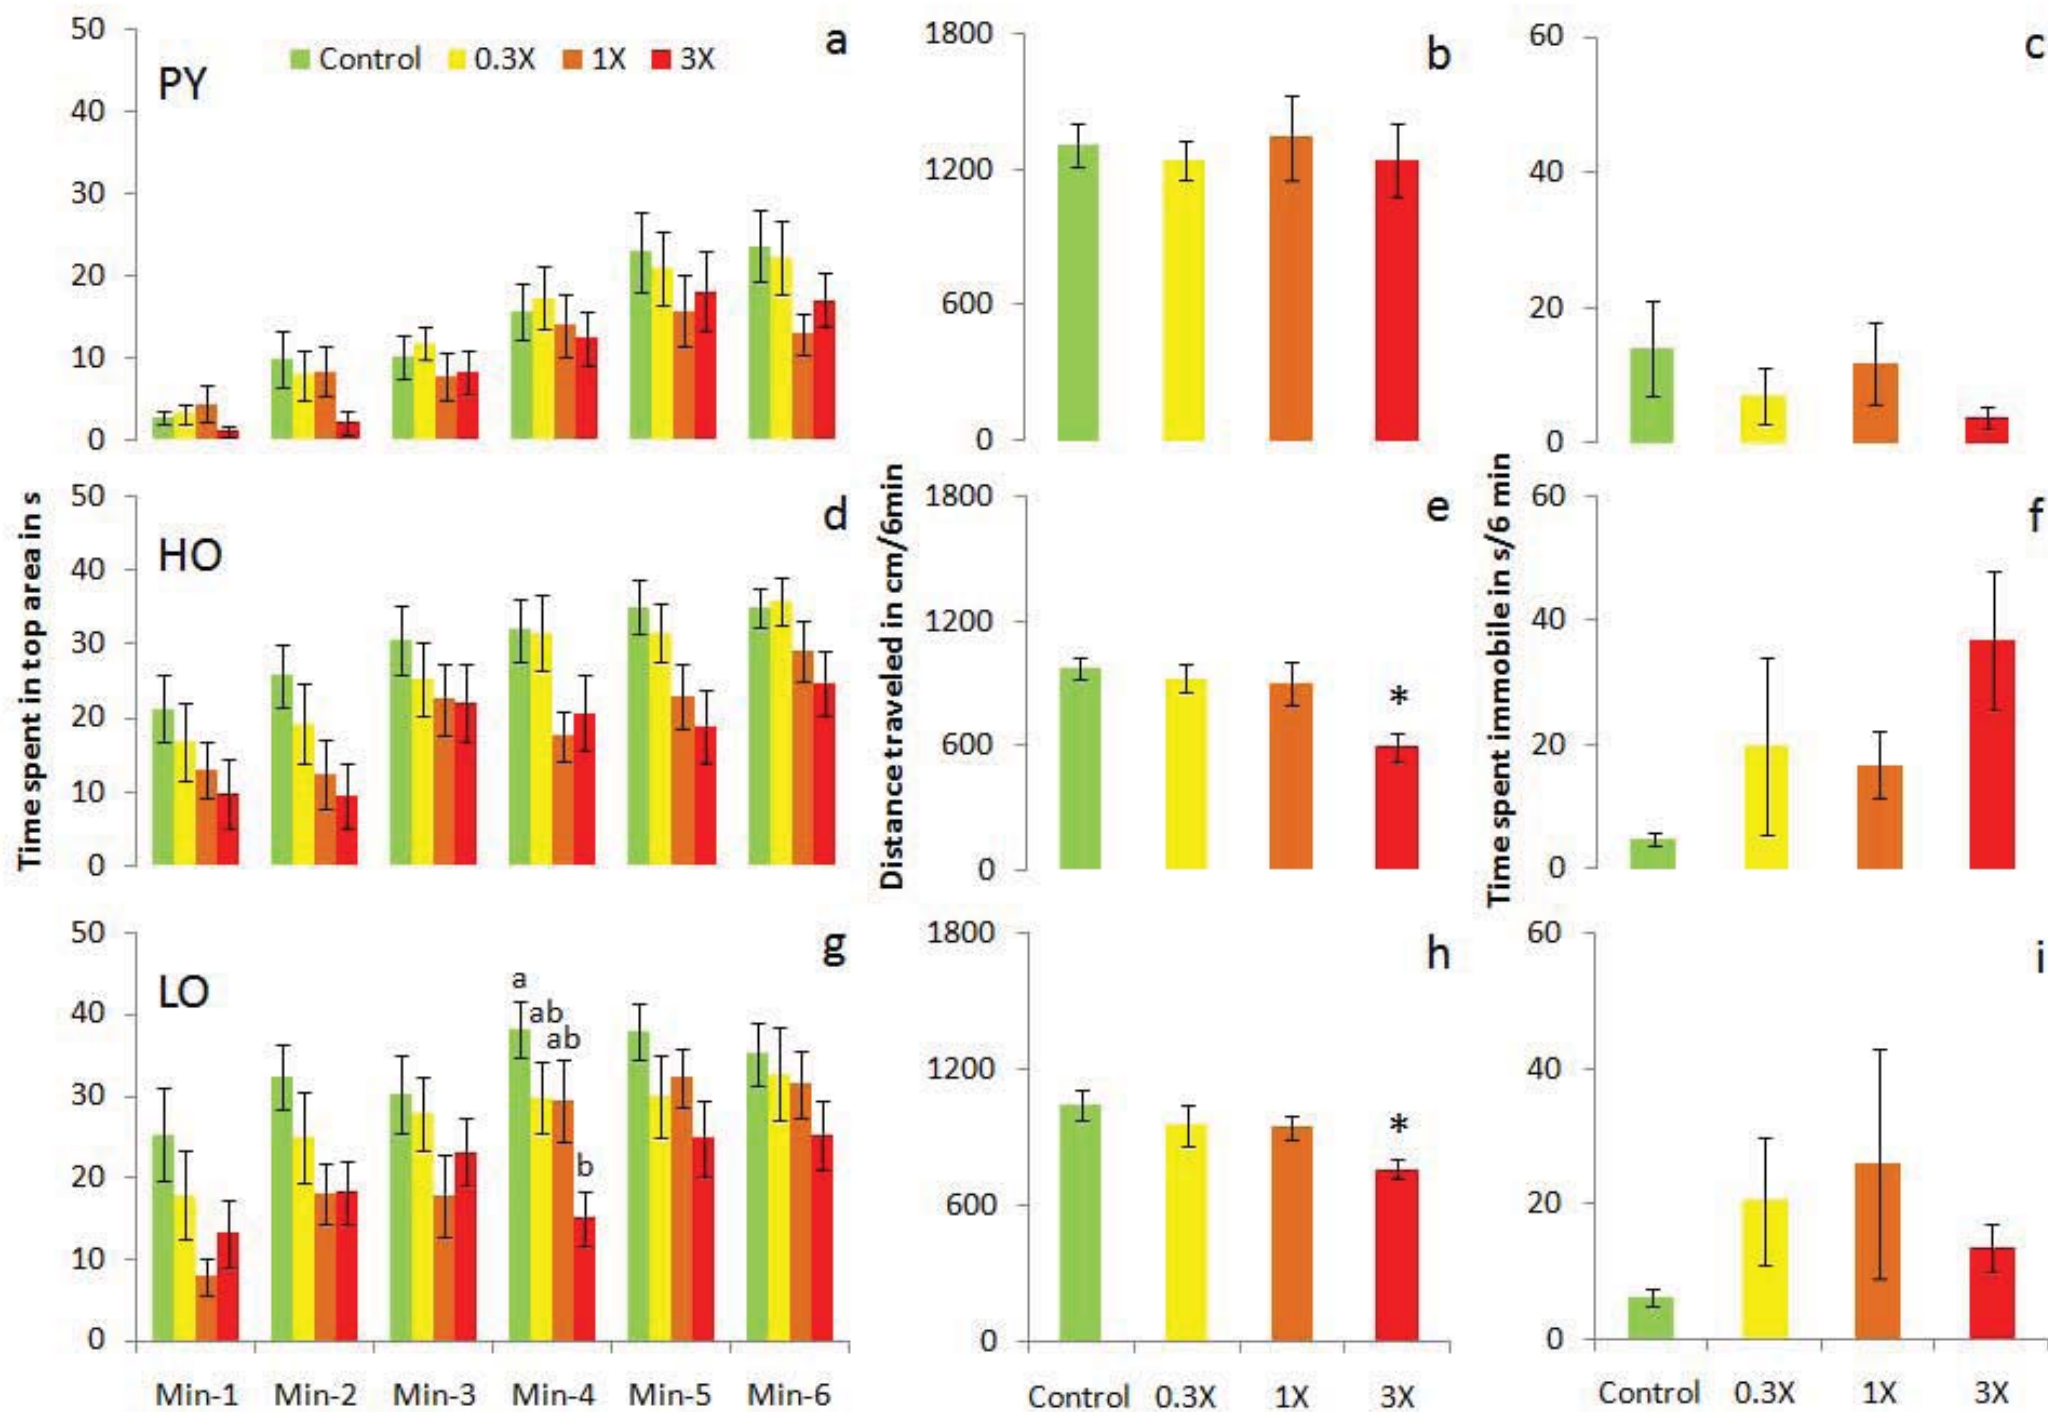 PY
Control 0.3X 1X 3X
a
50
40
30
20
10
0
b
1800
1200
600
0
c
60
40
20
0
Time spent in top area in s
HO
d
50
40
30
20
10
0
Distance traveled in cm/6min
e
1800
1200
600
0
*
Time spent immobile in s/6 min
f
60
40
20
0
LO
g
50
40
30
20
10
0
a
ab
ab
b
Min-1 Min-2 Min-3 Min-4 Min-5 Min-6
h
1800
1200
600
0
*
Control 0.3X 1X 3X
i
60
40
20
0
Control 0.3X 1X 3X